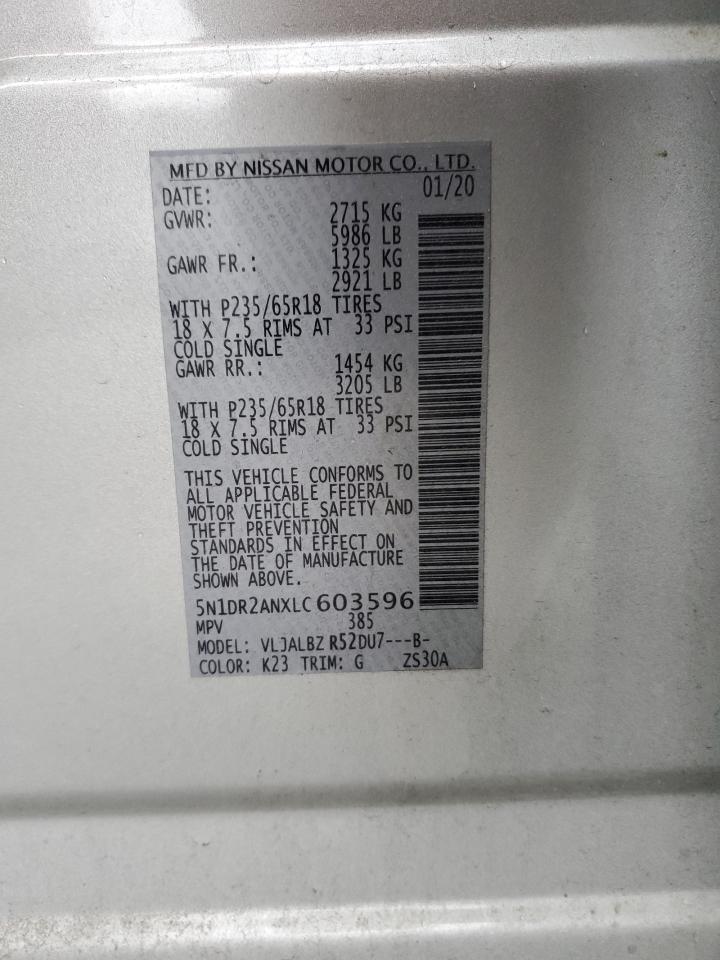 MFD BY NISSAN MOTOR CO., LTD.
DATE: 01/20
GVWR: 2715 KG
5986 LB
GAWR FR.: 1325 KG
2921 LB
WITH P235/65R18 TIRES
18 X 7.5 RIMS AT 33 PSI
COLD SINGLE
GAWR RR.: 1454 KG
3205 LB
WITH P235/65R18 TIRES
18 X 7.5 RIMS AT 33 PSI
COLD SINGLE
THIS VEHICLE CONFORMS TO
ALL APPLICABLE FEDERAL
MOTOR VEHICLE SAFETY AND
THEFT PREVENTION
STANDARDS IN EFFECT ON
THE DATE OF MANUFACTURE
SHOWN ABOVE.
5N1DR2ANXLC603596
MPV 385
MODEL: VLJALBZ R52DU7---B-
COLOR: K23 TRIM: G ZS30A